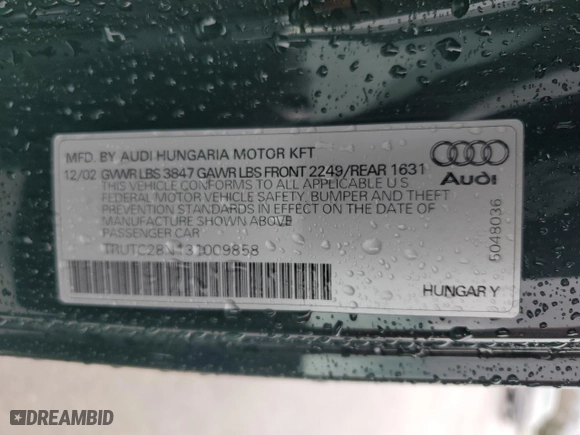 MFD. BY AUDI HUNGARIA MOTOR KFT
12/02 GVWR LBS 3847 GAWR LBS FRONT 2249/REAR 1631
THIS VEHICLE CONFORMS TO ALL APPLICABLE U S
FEDERAL MOTOR VEHICLE SAFETY, BUMPER AND THEFT
PREVENTION STANDARDS IN EFFECT ON THE DATE OF
MANUFACTURE SHOWN ABOVE
PASSENGER CAR
Audi
5048036
HUNGARY
DREAMBID